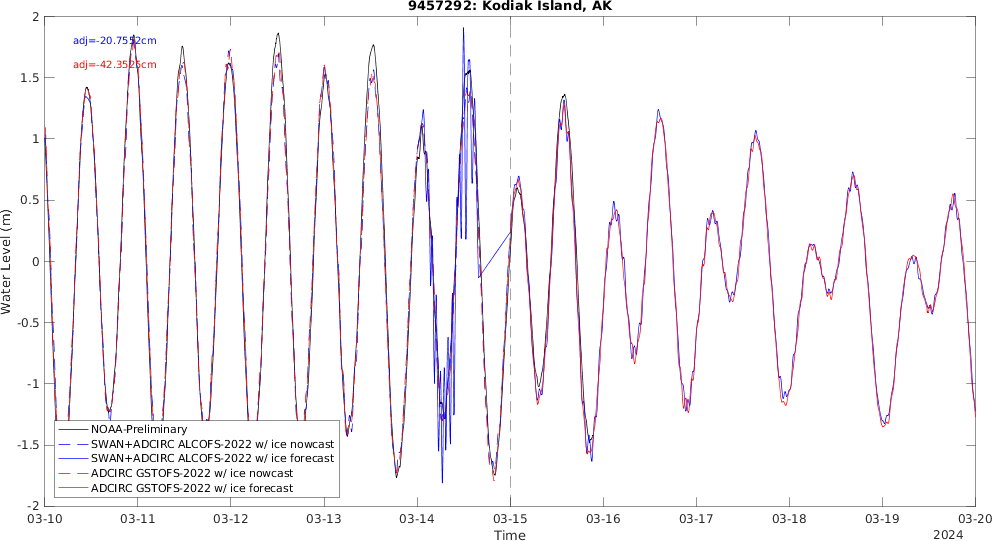 9457292: Kodiak Island, AK
adj=-20.7552cm
adj=-42.3526cm
Water Level (m)
2
1.5
1
0.5
0
-0.5
-1
-1.5
-2
NOAA-Preliminary
SWAN+ADCIRC ALCOFS-2022 w/ ice nowcast
SWAN+ADCIRC ALCOFS-2022 w/ ice forecast
ADCIRC GSTOFS-2022 w/ ice nowcast
ADCIRC GSTOFS-2022 w/ ice forecast
03-10 03-11 03-12 03-13 03-14 03-15 03-16 03-17 03-18 03-19 03-20
Time
2024